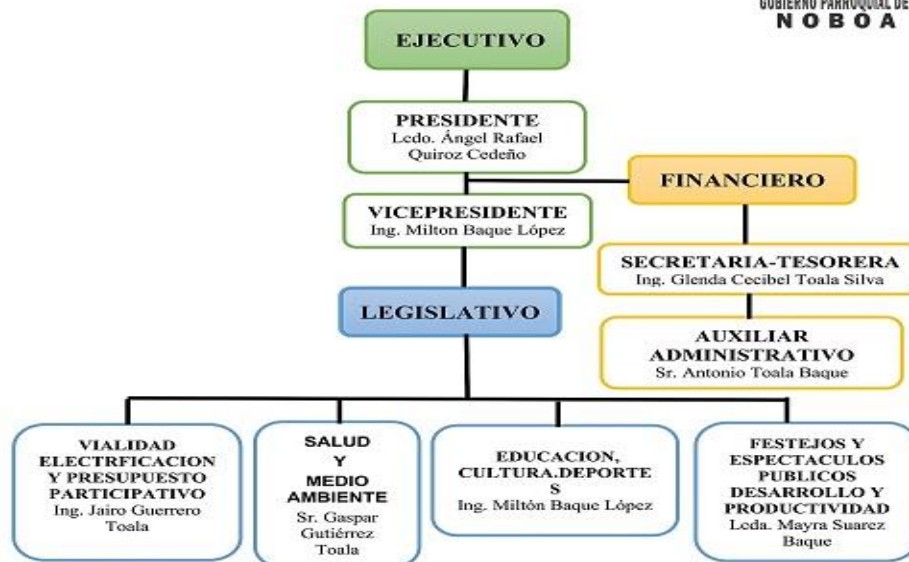 GOBIERNO PARROQUIAL DE
NOBOA
EJECUTIVO
PRESIDENTE
Lcdo. Ángel Rafael
Quiroz Cedeño
FINANCIERO
VICEPRESIDENTE
Ing. Milton Baque López
SECRETARIA-TESORERA
Ing. Glenda Cecibel Toala Silva
LEGISLATIVO
AUXILIAR
ADMINISTRATIVO
Sr. Antonio Toala Baque
VIALIDAD
ELECTRFICACION
Y PRESUPUESTO
PARTICIPATIVO
Ing. Jairo Guerrero
Toala
SALUD
Y
MEDIO
AMBIENTE
Sr. Gaspar
Gutiérrez
Toala
EDUCACION,
CULTURA.DEPORTE
S
Ing. Miltón Baque López
FESTEJOS Y
ESPECTACULOS
PUBLICOS
DESARROLLO Y
PRODUCTIVIDAD
Lcda. Mayra Suarez
Baque